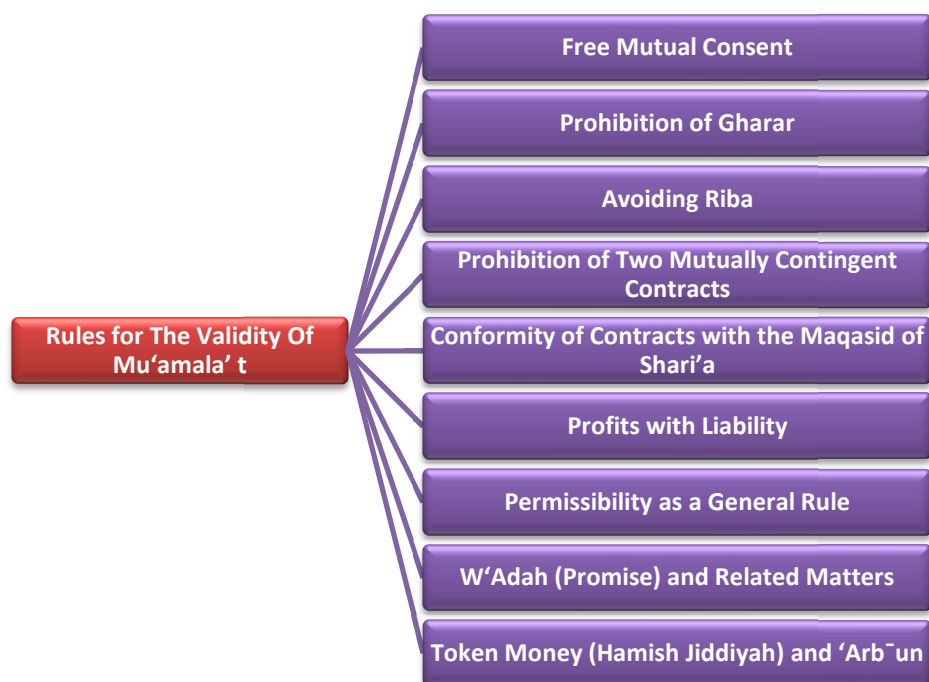 Free Mutual Consent
Prohibition of Gharar
Avoiding Riba
Prohibition of Two Mutually Contingent
Contracts
Rules for The Validity Of
Mu‘amala’ t
Conformity of Contracts with the Maqasid of
Shari’a
Profits with Liability
Permissibility as a General Rule
W‘Adah (Promise) and Related Matters
Token Money (Hamish Jiddiyah) and ‘Arb¯un